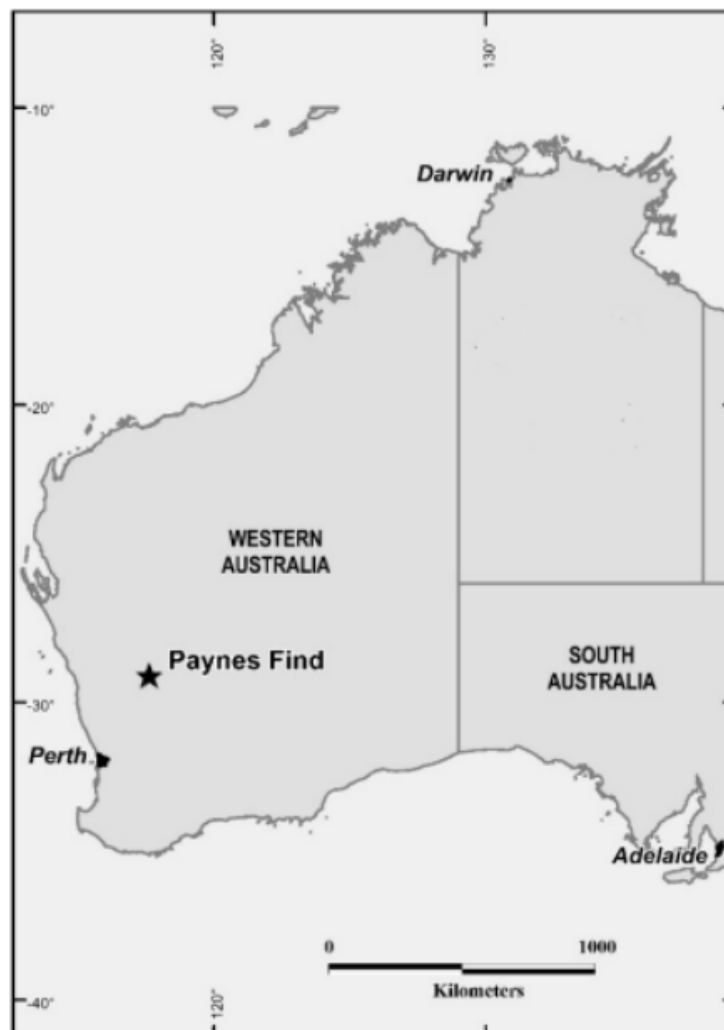 120°
130°
-10°
Darwin
-20°
WESTERN
AUSTRALIA
Paynes Find
SOUTH
AUSTRALIA
-30°
Perth
Adelaide
0
1000
Kilometers
-40°
120°
130°